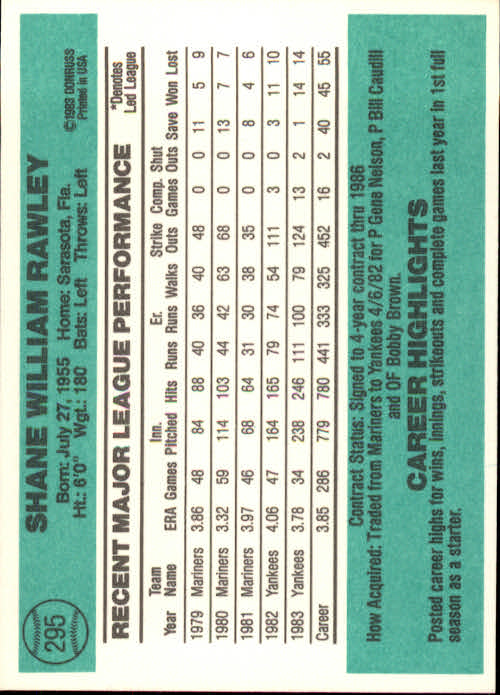 295
SHANE WILLIAM RAWLEY
Born: July 27, 1955 Home: Sarasota, Fla.
Ht.: 6'0" Wgt.: 180 Bats: Left Throws: Left
©1983 DONRUSS
Printed in USA
RECENT MAJOR LEAGUE PERFORMANCE
*Denotes
Led League
Team Inn. Er. Strike Comp. Shut
Year Name ERA Games Pitched Hits Runs Runs Walks Outs Games Outs Save Won Lost
1979 Mariners 3.86 48 84 88 40 36 40 48 0 0 11 5 9
1980 Mariners 3.32 59 114 103 44 42 63 68 0 0 13 7 7
1981 Mariners 3.97 46 68 64 31 30 38 35 0 0 8 4 6
1982 Yankees 4.06 47 164 165 79 74 54 111 3 0 3 11 10
1983 Yankees 3.78 34 238 246 111 100 79 124 13 2 1 14 14
Career 3.85 286 779 780 441 333 325 452 16 2 40 45 55
Contract Status: Signed to 4-year contract thru 1986
How Acquired: Traded from Mariners to Yankees 4/6/82 for P Gene Nelson, P Bill Caudill
and OF Bobby Brown.
CAREER HIGHLIGHTS
Posted career highs for wins, innings, strikeouts and complete games last year in 1st full
season as a starter.